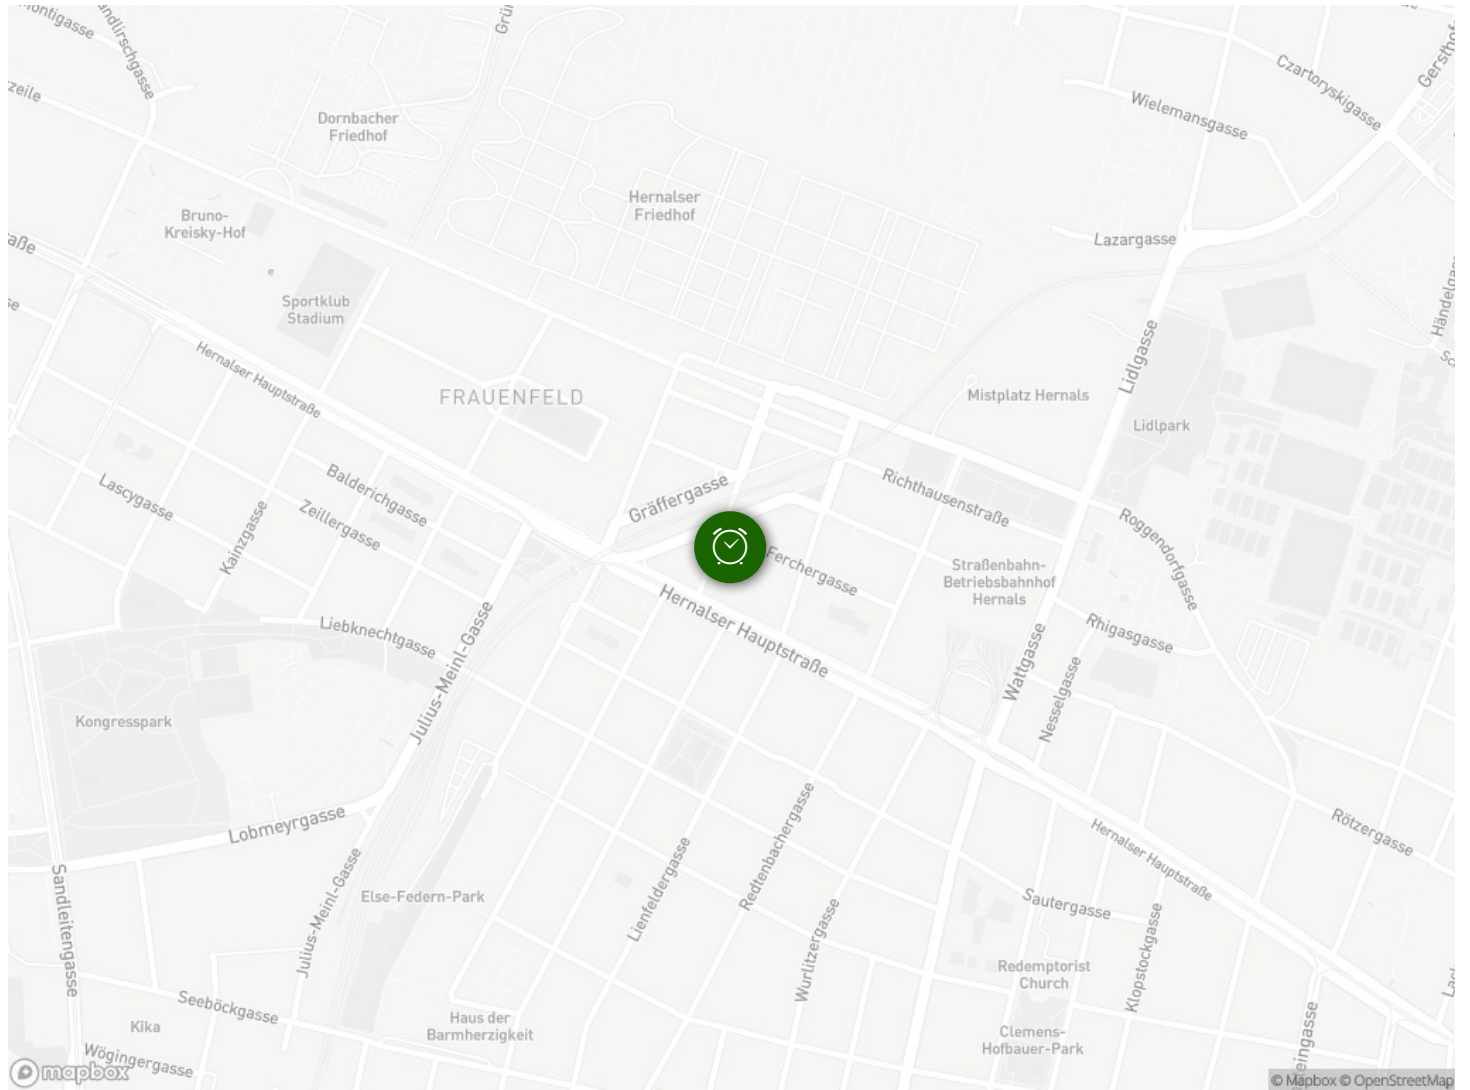 ndlirschgasse
Czartoryskigasse
Wielemansgasse
Dornbacher
Friedhof
Hernalser
Friedhof
Bruno-
Kreisky-Hof
Lazargasse
Sportklub
Stadium
Lidlgasse
Hernalser Hauptstraße
FRAUENFELD
Mistplatz Hernals
Lidlpark
Balderichgasse
Gräffergasse
Richthausenstraße
Lascygasse
Zeillergasse
Kainzgasse
Roggendorfgasse
Ferchergasse
Straßenbahn-
Betriebsbahnhof
Hernals
Hernalser Hauptstraße
Liebknechtgasse
Rhigasgasse
Julius-Meinl-Gasse
Wattgasse
Nesselgasse
Kongresspark
Lobmeyrgasse
Redtenbachergasse
Rötzergasse
Hernalser Hauptstraße
Sandleitengasse
Julius-Meinl-Gasse
Else-Federn-Park
Lienfeldergasse
Sautergasse
Wurlitzergasse
Klopstockgasse
Redemptorist
Church
Seeböckgasse
Kika
Haus der
Barmherzigkeit
Clemens-
Hofbauer-Park
Wögingergasse
mapbox
© Mapbox © OpenStreetMap